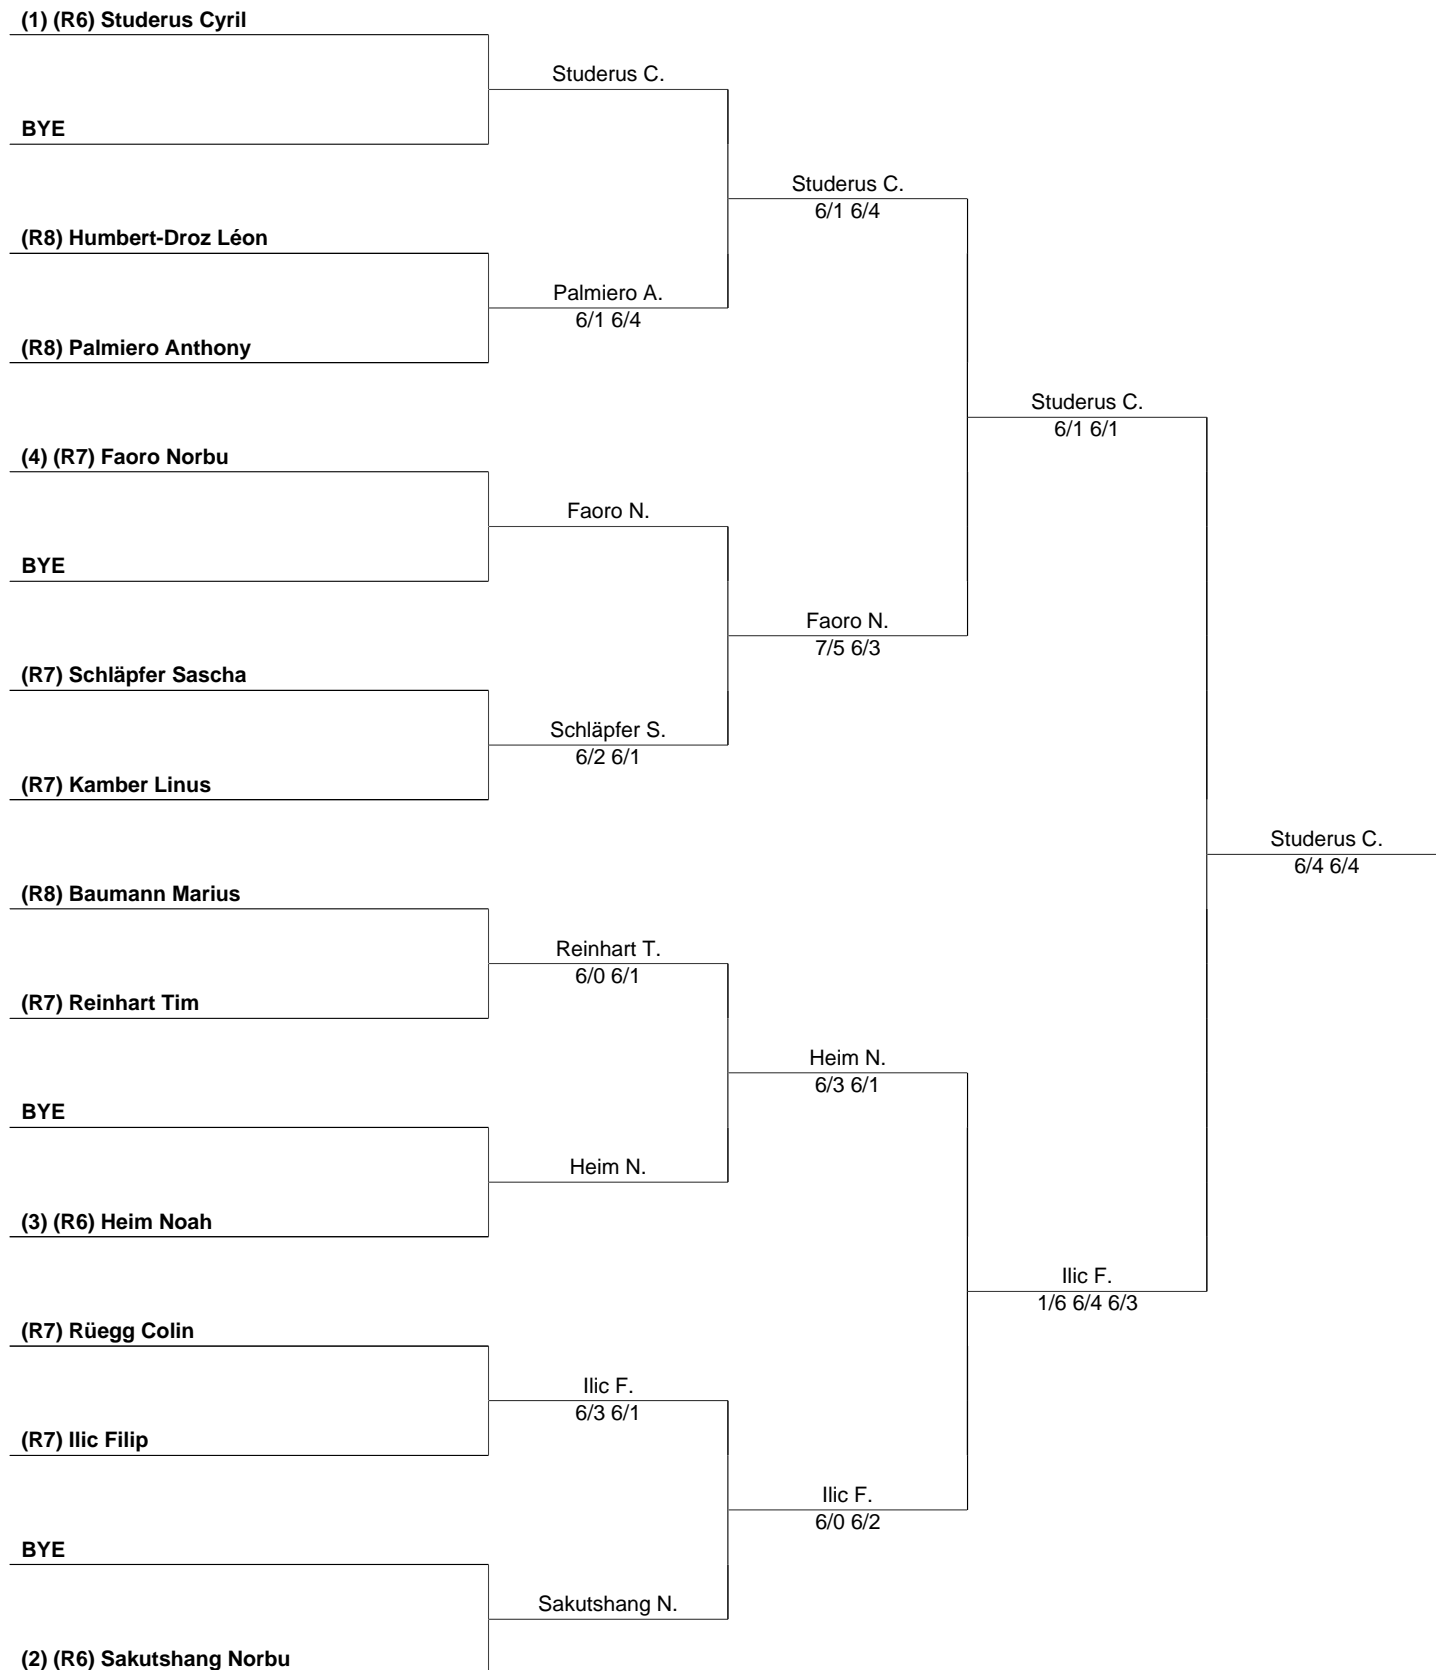 (1) (R6) Studerus Cyril
Studerus C.
BYE
Studerus C.
6/1 6/4
(R8) Humbert-Droz Léon
Palmiero A.
6/1 6/4
(R8) Palmiero Anthony
Studerus C.
6/1 6/1
(4) (R7) Faoro Norbu
Faoro N.
BYE
Faoro N.
7/5 6/3
(R7) Schläpfer Sascha
Schläpfer S.
6/2 6/1
(R7) Kamber Linus
Studerus C.
6/4 6/4
(R8) Baumann Marius
Reinhart T.
6/0 6/1
(R7) Reinhart Tim
Heim N.
6/3 6/1
BYE
Heim N.
(3) (R6) Heim Noah
Ilic F.
1/6 6/4 6/3
(R7) Rüegg Colin
Ilic F.
6/3 6/1
(R7) Ilic Filip
Ilic F.
6/0 6/2
BYE
Sakutshang N.
(2) (R6) Sakutshang Norbu